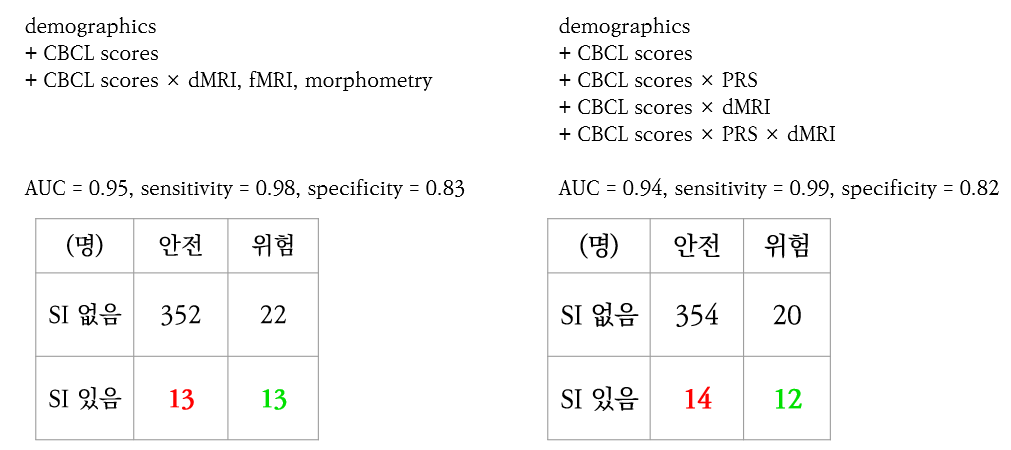 demographics
+ CBCL scores
+ CBCL scores × dMRI, fMRI, morphometry
AUC = 0.95, sensitivity = 0.98, specificity = 0.83
(명) 안전 위험
SI 없음 352 22
SI 있음 13 13
demographics
+ CBCL scores
+ CBCL scores × PRS
+ CBCL scores × dMRI
+ CBCL scores × PRS × dMRI
AUC = 0.94, sensitivity = 0.99, specificity = 0.82
(명) 안전 위험
SI 없음 354 20
SI 있음 14 12